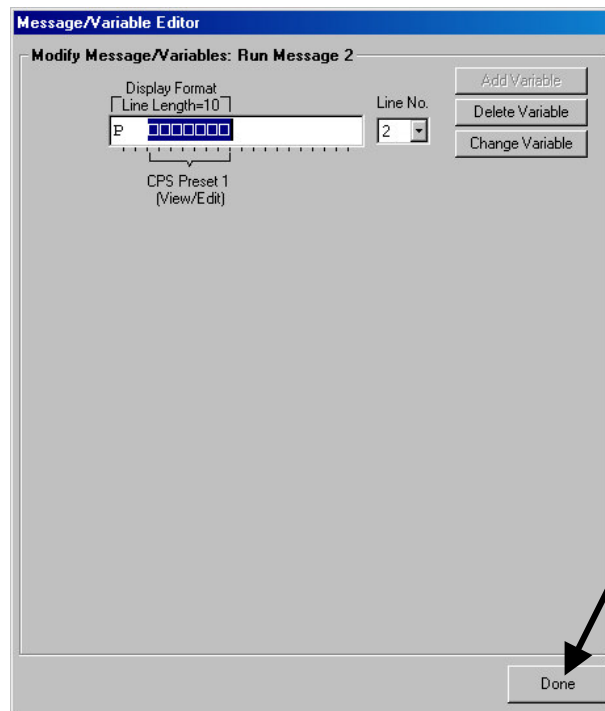 Message/Variable Editor
Modify Message/Variables: Run Message 2
Display Format
Line Length=10
Line No.
Add Variable
P □□□□□□□
2
Delete Variable
Change Variable
CPS Preset 1
(View/Edit)
Done